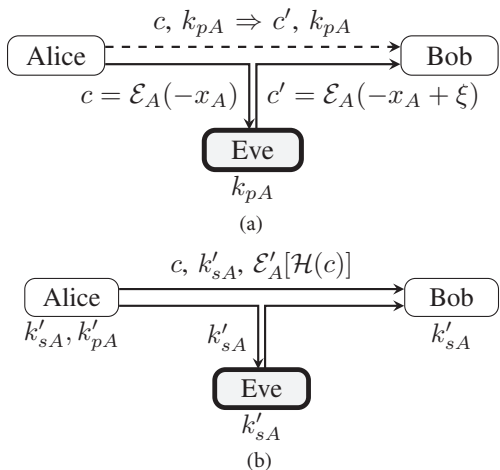 c, k_{pA} ⇒ c′, k_{pA}
Alice
Bob
c = ℰ_A(−x_A)
c′ = ℰ_A(−x_A + ξ)
Eve
k_{pA}
(a)
c, k′_{sA}, ℰ′_A[ℋ(c)]
Alice
Bob
k′_{sA}, k′_{pA}
k′_{sA}
k′_{sA}
Eve
k′_{sA}
(b)